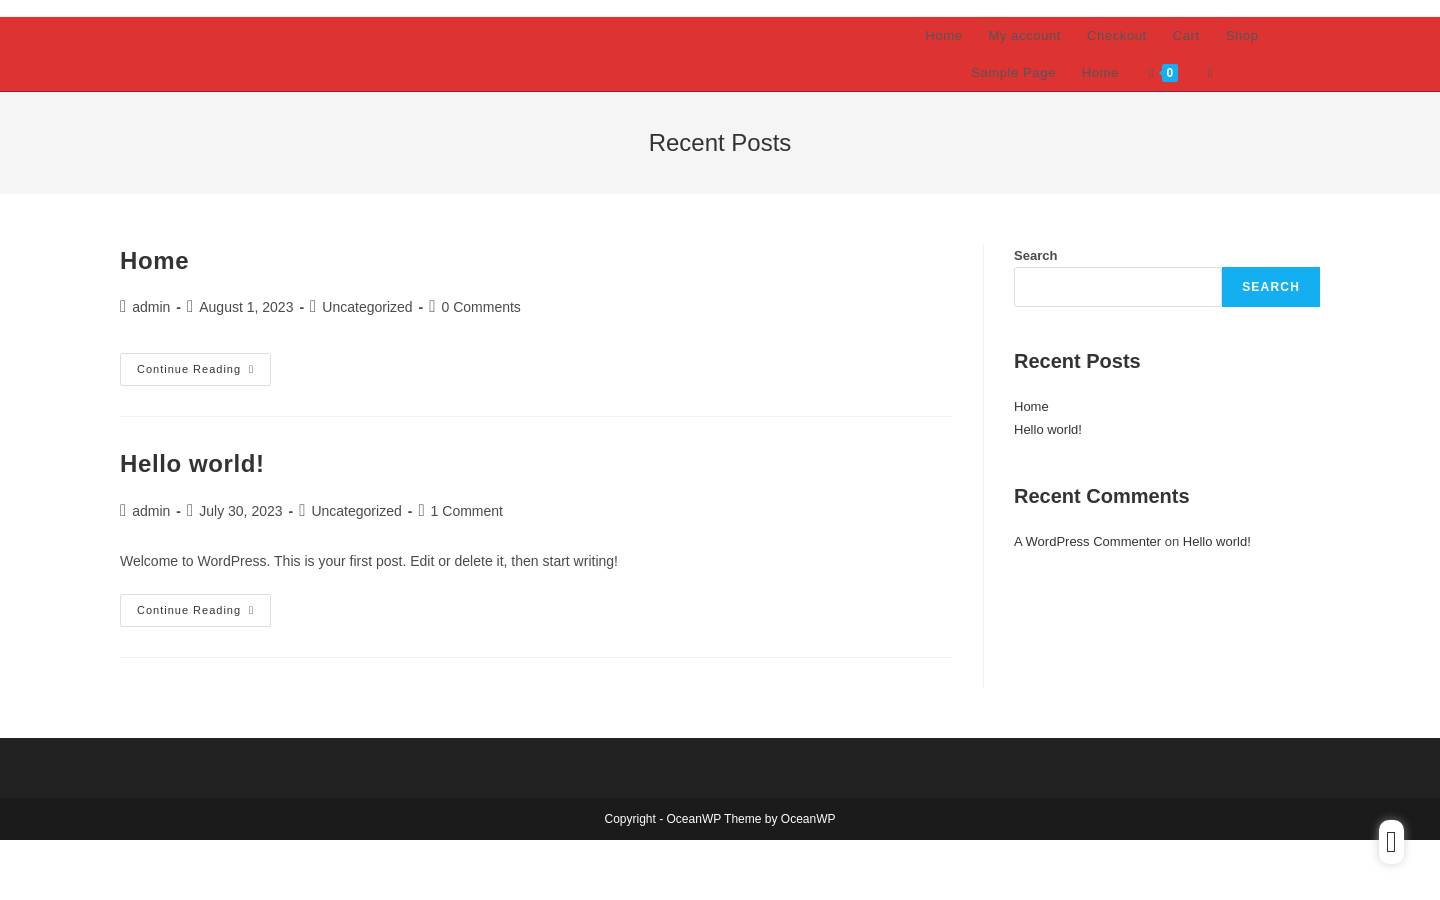 Home My account Checkout Cart Shop
Sample Page Home 0
Recent Posts
Home
admin - August 1, 2023 - Uncategorized - 0 Comments
Continue Reading
Hello world!
admin - July 30, 2023 - Uncategorized - 1 Comment
Welcome to WordPress. This is your first post. Edit or delete it, then start writing!
Continue Reading
Search
SEARCH
Recent Posts
Home
Hello world!
Recent Comments
A WordPress Commenter on Hello world!
Copyright - OceanWP Theme by OceanWP